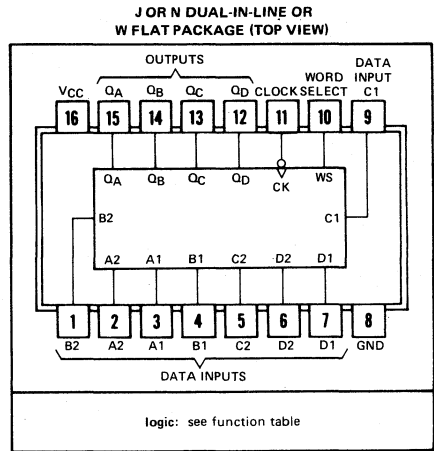 J OR N DUAL-IN-LINE OR
W FLAT PACKAGE (TOP VIEW)
OUTPUTS
DATA
INPUT
C1
WORD
SELECT
VCC QA QB QC QD CLOCK
16 15 14 13 12 11 10 9
QA QB QC QD CK WS
B2 C1
A2 A1 B1 C2 D2 D1
1 2 3 4 5 6 7 8
B2 A2 A1 B1 C2 D2 D1 GND
DATA INPUTS
logic: see function table